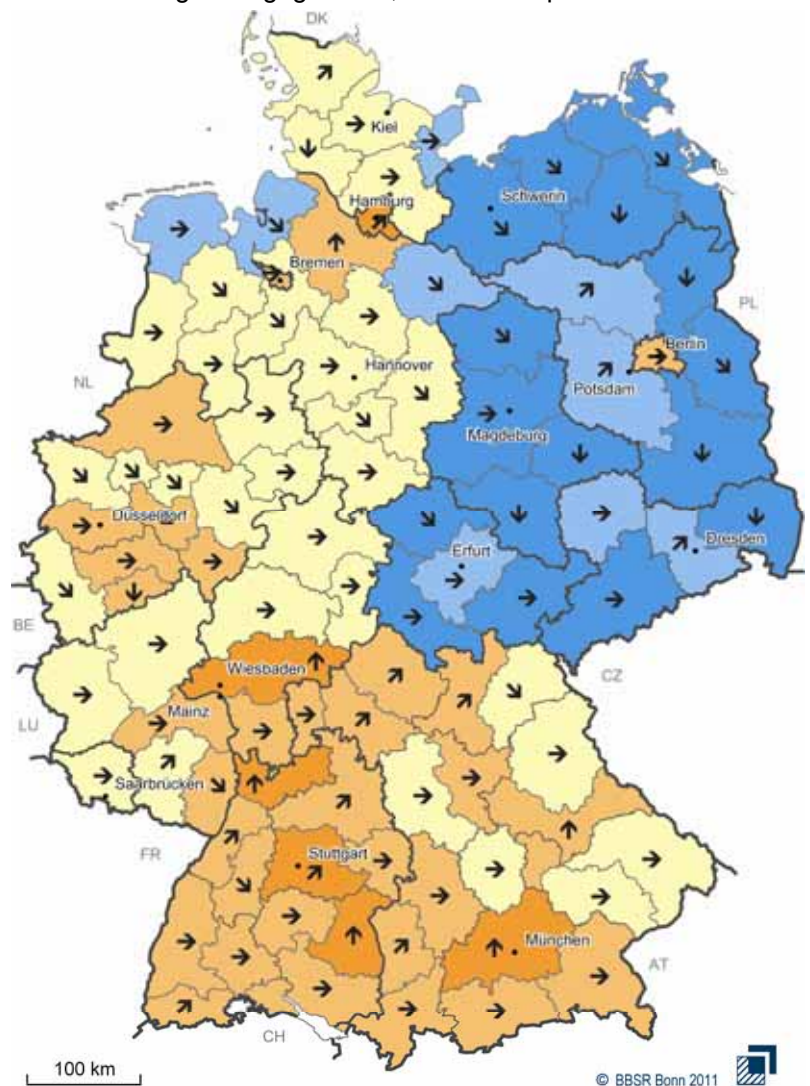 DK
Kiel
Hamburg
Schwerin
Bremen
PL
Berlin
Hannover
NL
Potsdam
Magdeburg
Düsseldorf
Dresden
Erfurt
BE
Wiesbaden
CZ
LU
Mainz
Saarbrücken
FR
Stuttgart
München
AT
CH
100 km
© BBSR Bonn 2011